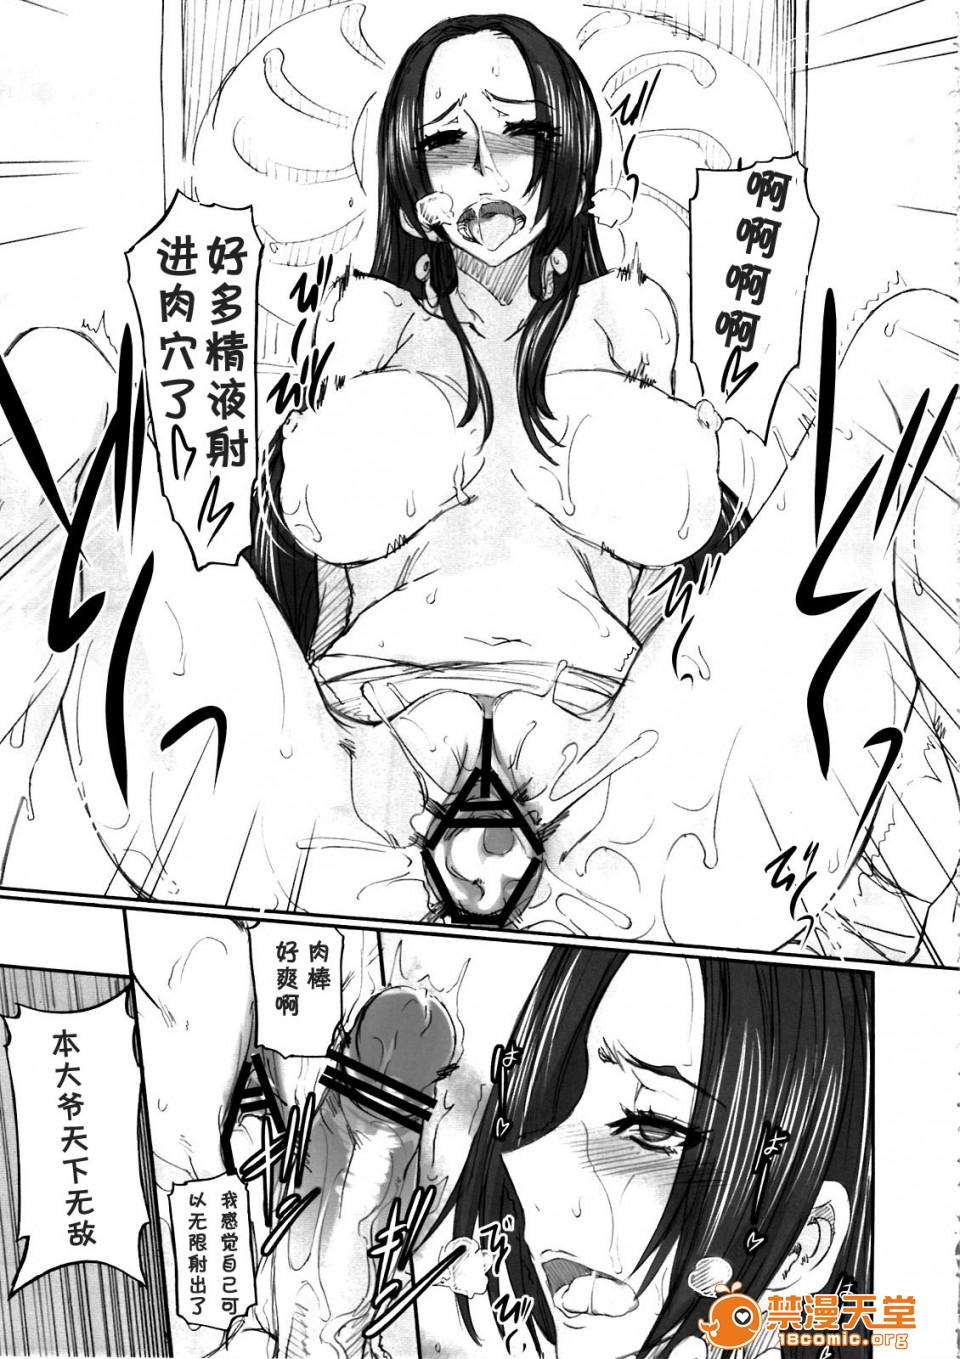 啊啊啊啊
好多精液射
进肉穴了
肉棒
好爽啊
我感觉自己可
以无限射出了
本大爷天下无敌
禁漫天堂
18comic.org